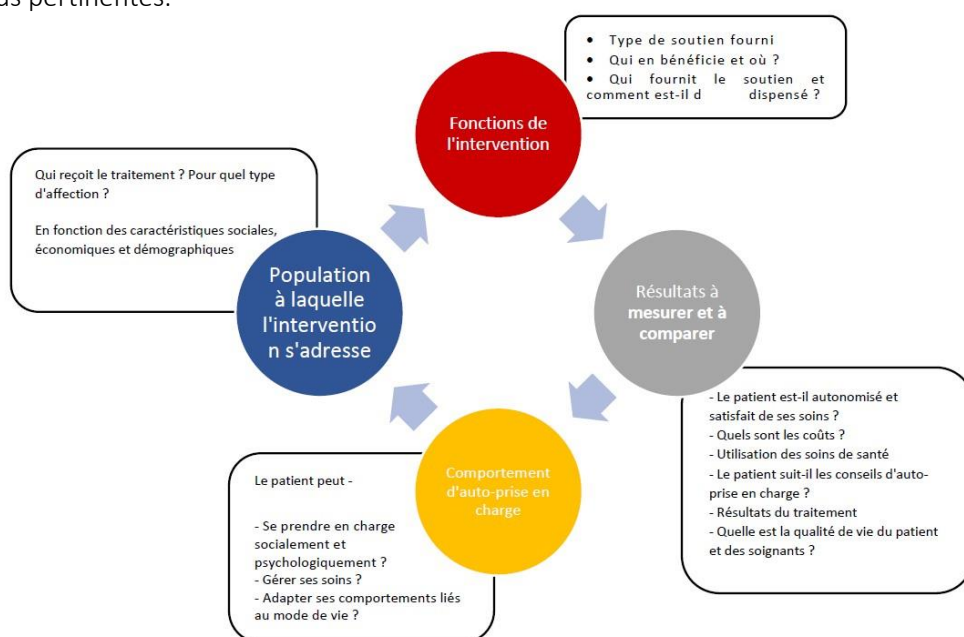 us pertinentes.
• Type de soutien fourni
• Qui en bénéficie et où ?
• Qui fournit le soutien et
comment est-il d dispensé ?
Fonctions de
l'intervention
Qui reçoit le traitement ? Pour quel type
d'affection ?
En fonction des caractéristiques sociales,
économiques et démographiques
Population
à laquelle
l'interventio
n s'adresse
Résultats à
mesurer et à
comparer
- Le patient est-il autonomisé et
satisfait de ses soins ?
- Quels sont les coûts ?
- Utilisation des soins de santé
- Le patient suit-il les conseils d'auto-
prise en charge ?
- Résultats du traitement
- Quelle est la qualité de vie du patient
et des soignants ?
Comportement
d'auto-prise en
charge
Le patient peut -
- Se prendre en charge
socialement et
psychologiquement ?
- Gérer ses soins ?
- Adapter ses comportements liés
au mode de vie ?